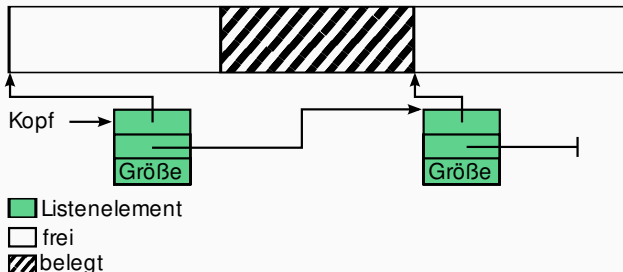 Kopf
Größe Größe
Listenelement
frei
belegt